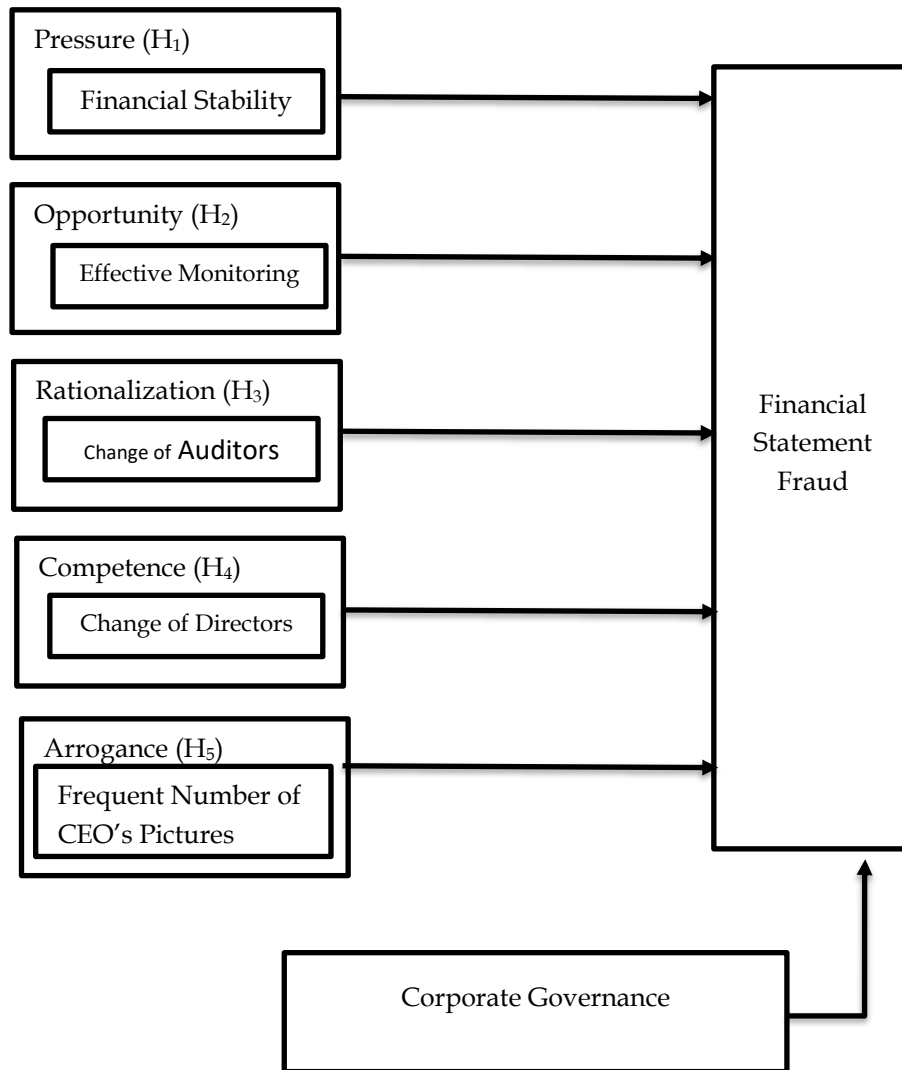 Pressure (H₁)
Financial Stability
Opportunity (H₂)
Effective Monitoring
Rationalization (H₃)
Change of Auditors
Competence (H₄)
Change of Directors
Arrogance (H₅)
Frequent Number of
CEO’s Pictures
Financial
Statement
Fraud
Corporate Governance